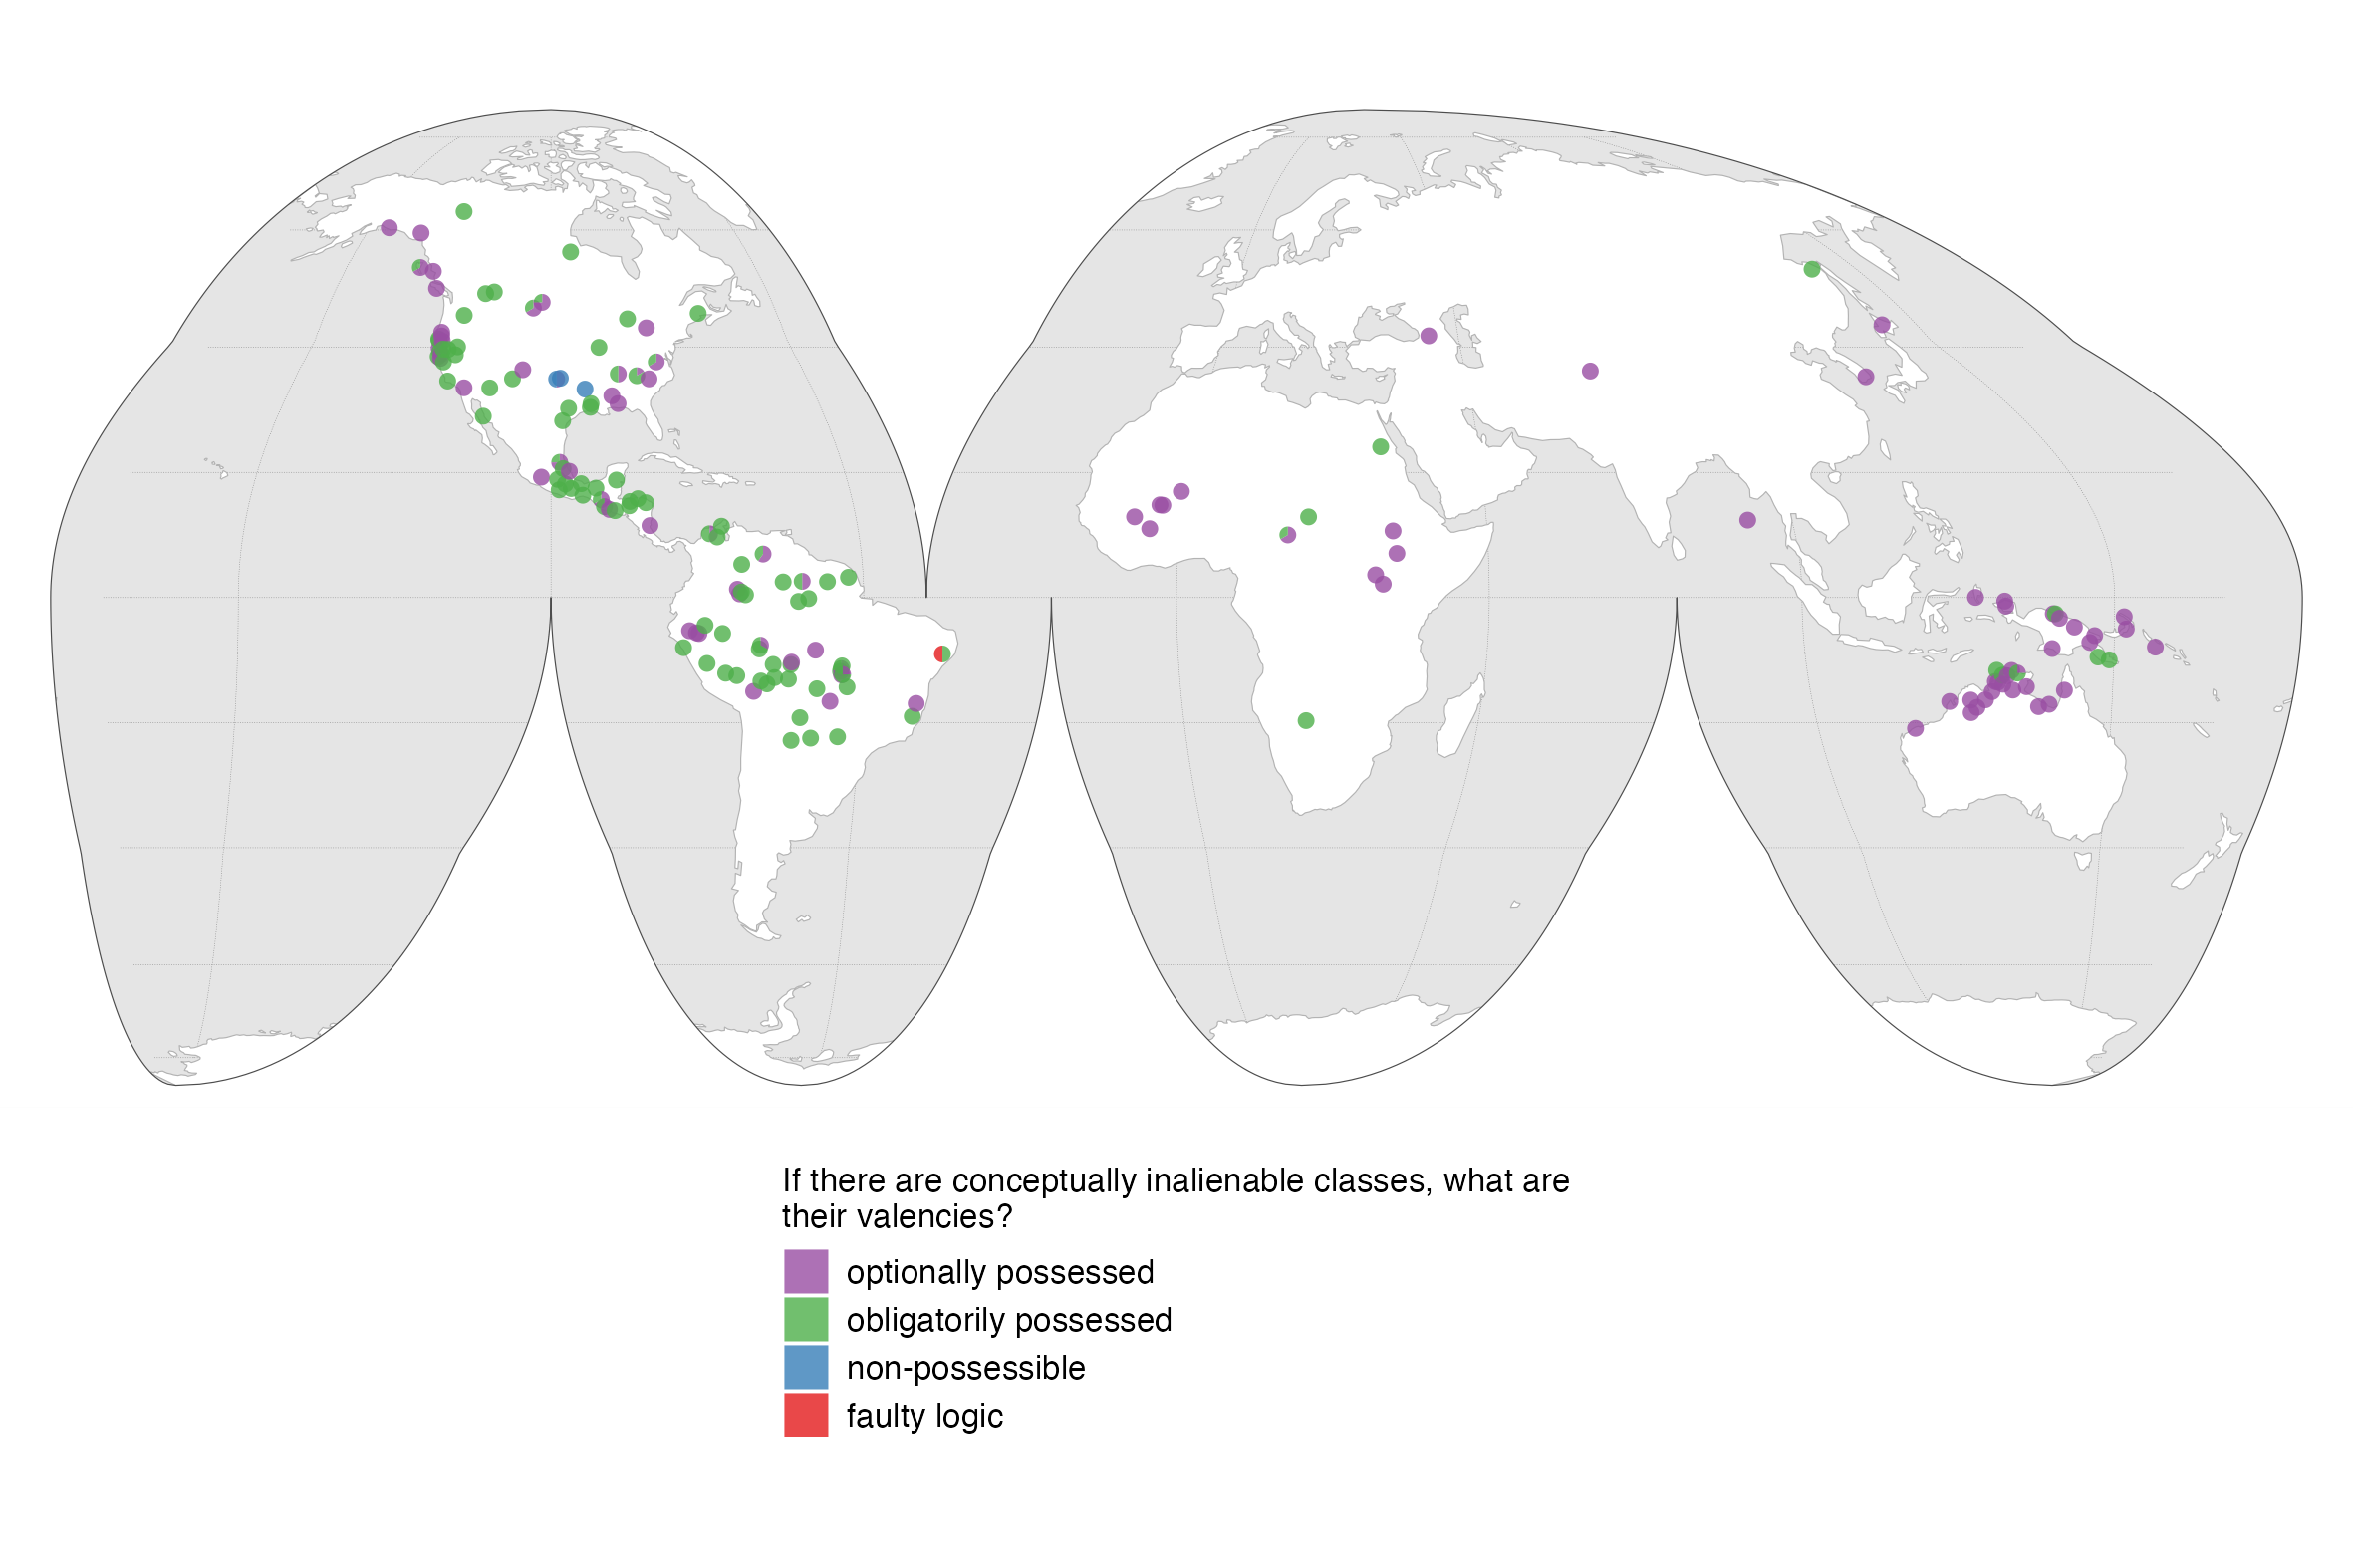 If there are conceptually inalienable classes, what are
their valencies?
optionally possessed
obligatorily possessed
non-possessible
faulty logic